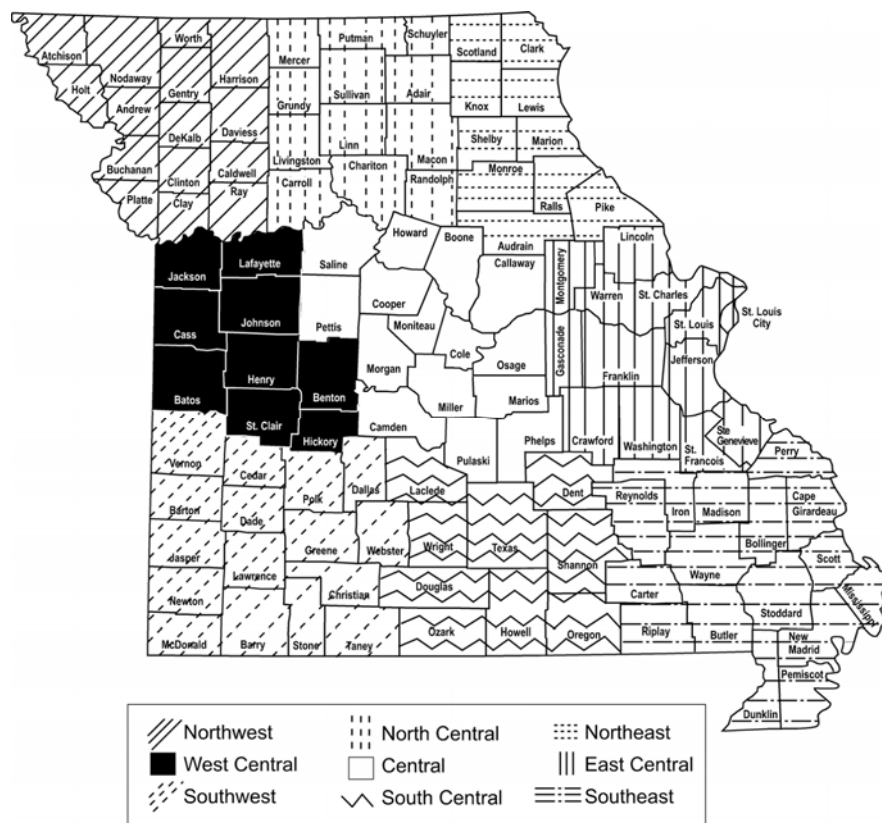 Worth
Putman
Schuyler
Mercer
Scotland
Clark
Atchison
Nodaway
Harrison
Holt
Gentry
Sullivan
Adair
Andrew
Grundy
Knox
Lewis
DeKalb
Daviess
Linn
Shelby
Marion
Buchanan
Clinton
Caldwell
Livingston
Chariton
Macon
Monroe
Platte
Clay
Ray
Carroll
Randolph
Ralls
Pike
Howard
Boone
Audrain
Lincoln
Jackson
Lafayette
Saline
Callaway
Montgomery
Warren
St. Charles
Cooper
St. Louis
City
Cass
Johnson
Pettis
Moniteau
St. Louis
Cole
Osage
Gasconade
Jefferson
Morgan
Franklin
Henry
Batos
Benton
Miller
Marios
St. Clair
Hickory
Camden
Phelps
Crawford
Washington
St.
Francois
Ste
Genevieve
Perry
Vernon
Cedar
Polk
Dallas
Laclede
Pulaski
Dent
Reynolds
Iron
Madison
Cape
Girardeau
Barton
Dade
Bollinger
Jasper
Greene
Webster
Wright
Texas
Shannon
Scott
Lawrence
Wayne
Mississippi
Newton
Christian
Douglas
Carter
Stoddard
McDonald
Barry
Stone
Taney
Ozark
Howell
Oregon
Riplay
Butler
New
Madrid
Pemiscot
Dunklin
Northwest
North Central
Northeast
West Central
Central
East Central
Southwest
South Central
Southeast